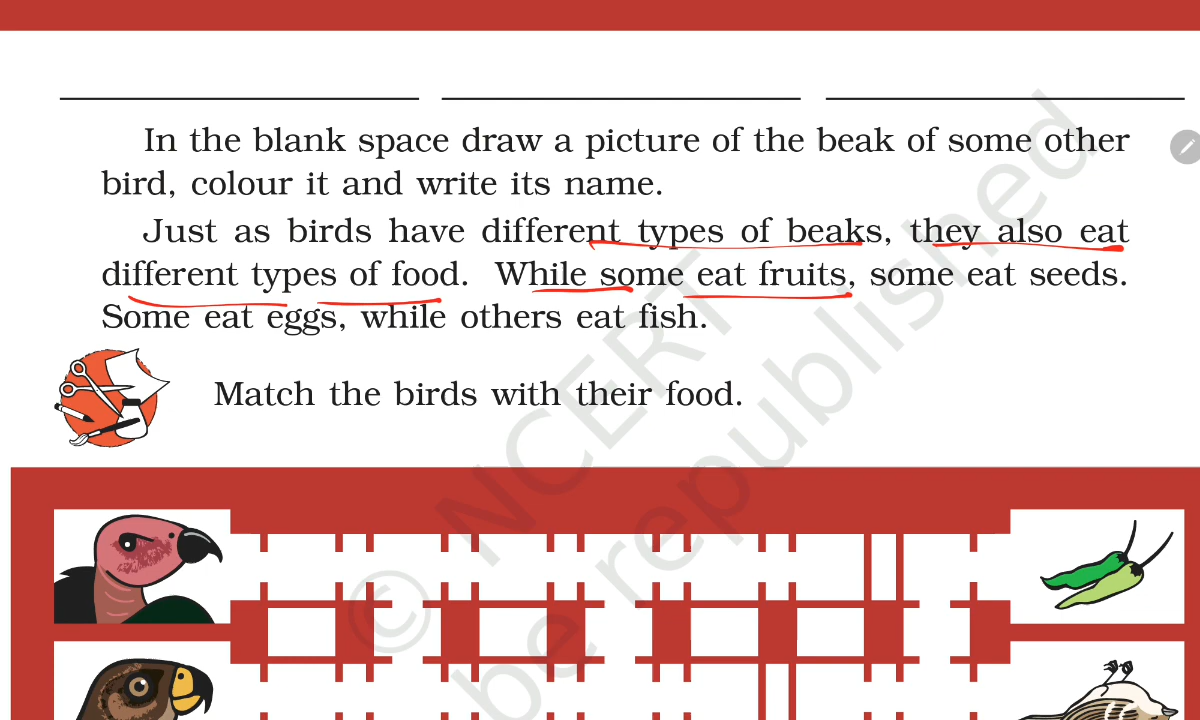 In the blank space draw a picture of the beak of some other
bird, colour it and write its name.
Just as birds have different types of beaks, they also eat
different types of food. While some eat fruits, some eat seeds.
Some eat eggs, while others eat fish.
Match the birds with their food.
© NCERT
be republished